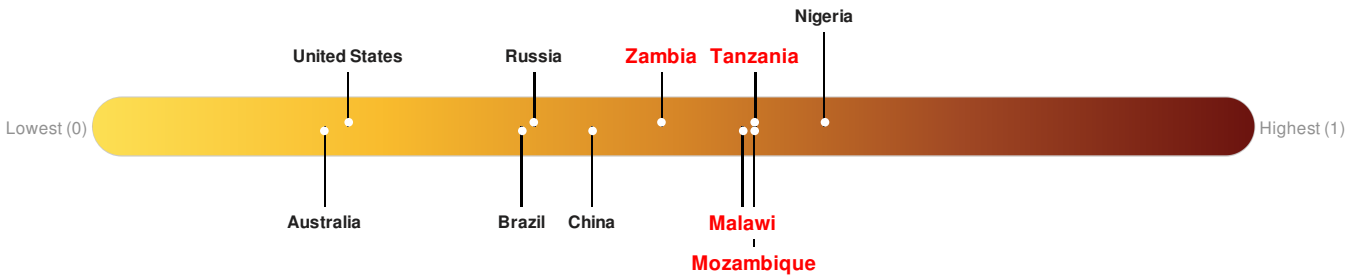 Nigeria
United States
Russia
Zambia
Tanzania
Lowest (0)
Highest (1)
Australia
Brazil
China
Malawi
Mozambique